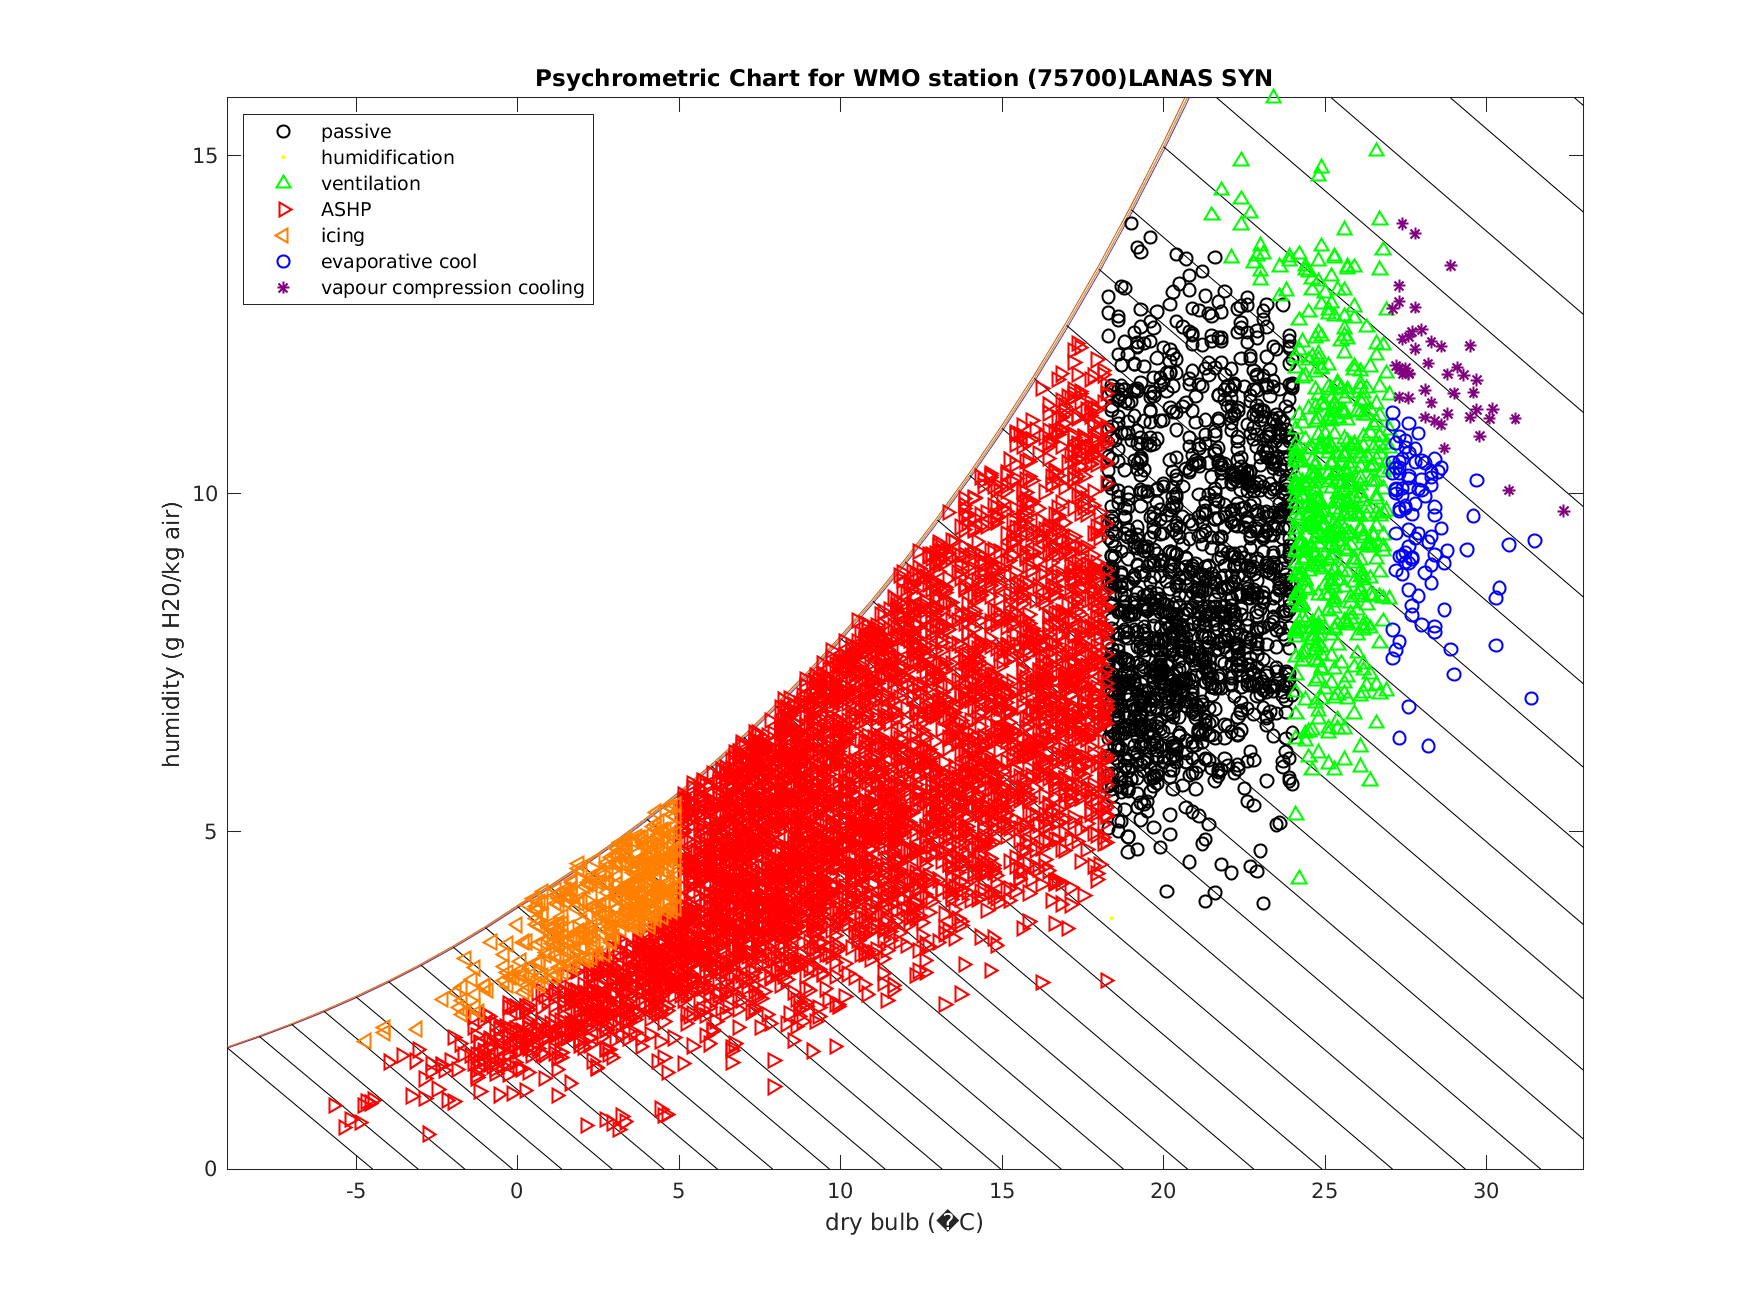 Psychrometric Chart for WMO station (75700)LANAS SYN
passive
humidification
ventilation
ASHP
icing
evaporative cool
vapour compression cooling
15
10
5
0
humidity (g H20/kg air)
-5 0 5 10 15 20 25 30
dry bulb (�C)